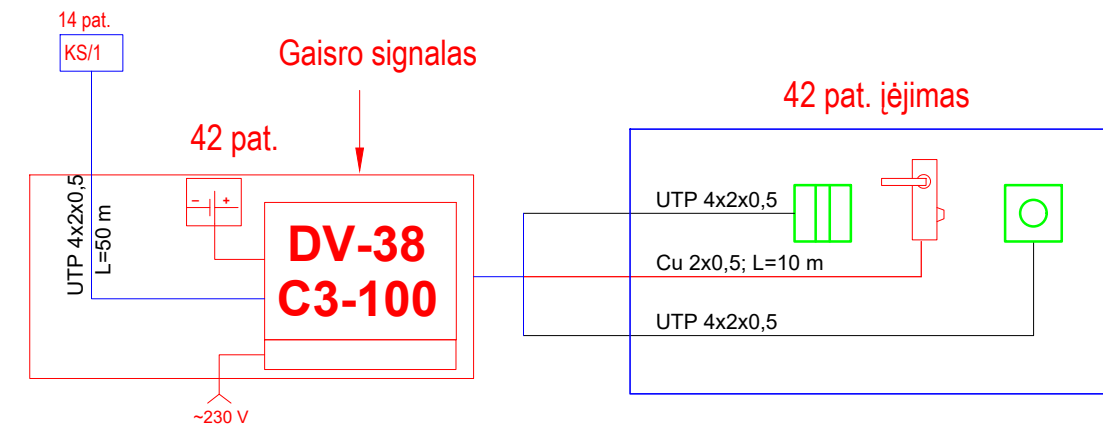 14 pat.
KS/1
Gaisro signalas
42 pat. įėjimas
42 pat.
UTP 4x2x0,5
L=50 m
- +
DV-38
C3-100
~230 V
UTP 4x2x0,5
Cu 2x0,5; L=10 m
UTP 4x2x0,5